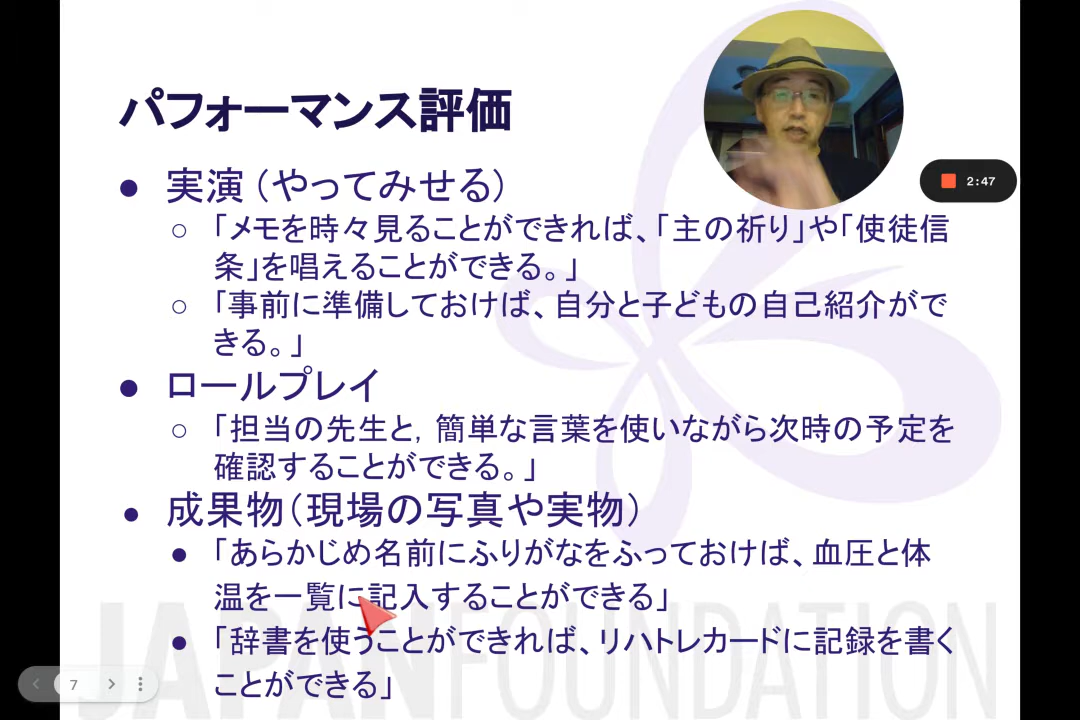 パフォーマンス評価
2:47
● 実演（やってみせる）
○ 「メモを時々見ることができれば、「主の祈り」や「使徒信
条」を唱えることができる。」
○ 「事前に準備しておけば、自分と子どもの自己紹介がで
きる。」
● ロールプレイ
○ 「担当の先生と，簡単な言葉を使いながら次時の予定を
確認することができる。」
● 成果物（現場の写真や実物）
● 「あらかじめ名前にふりがなをふっておけば、血圧と体
温を一覧に記入することができる」
● 「辞書を使うことができれば、リハトレカードに記録を書く
ことができる」
JAPANFOUNDATION
7